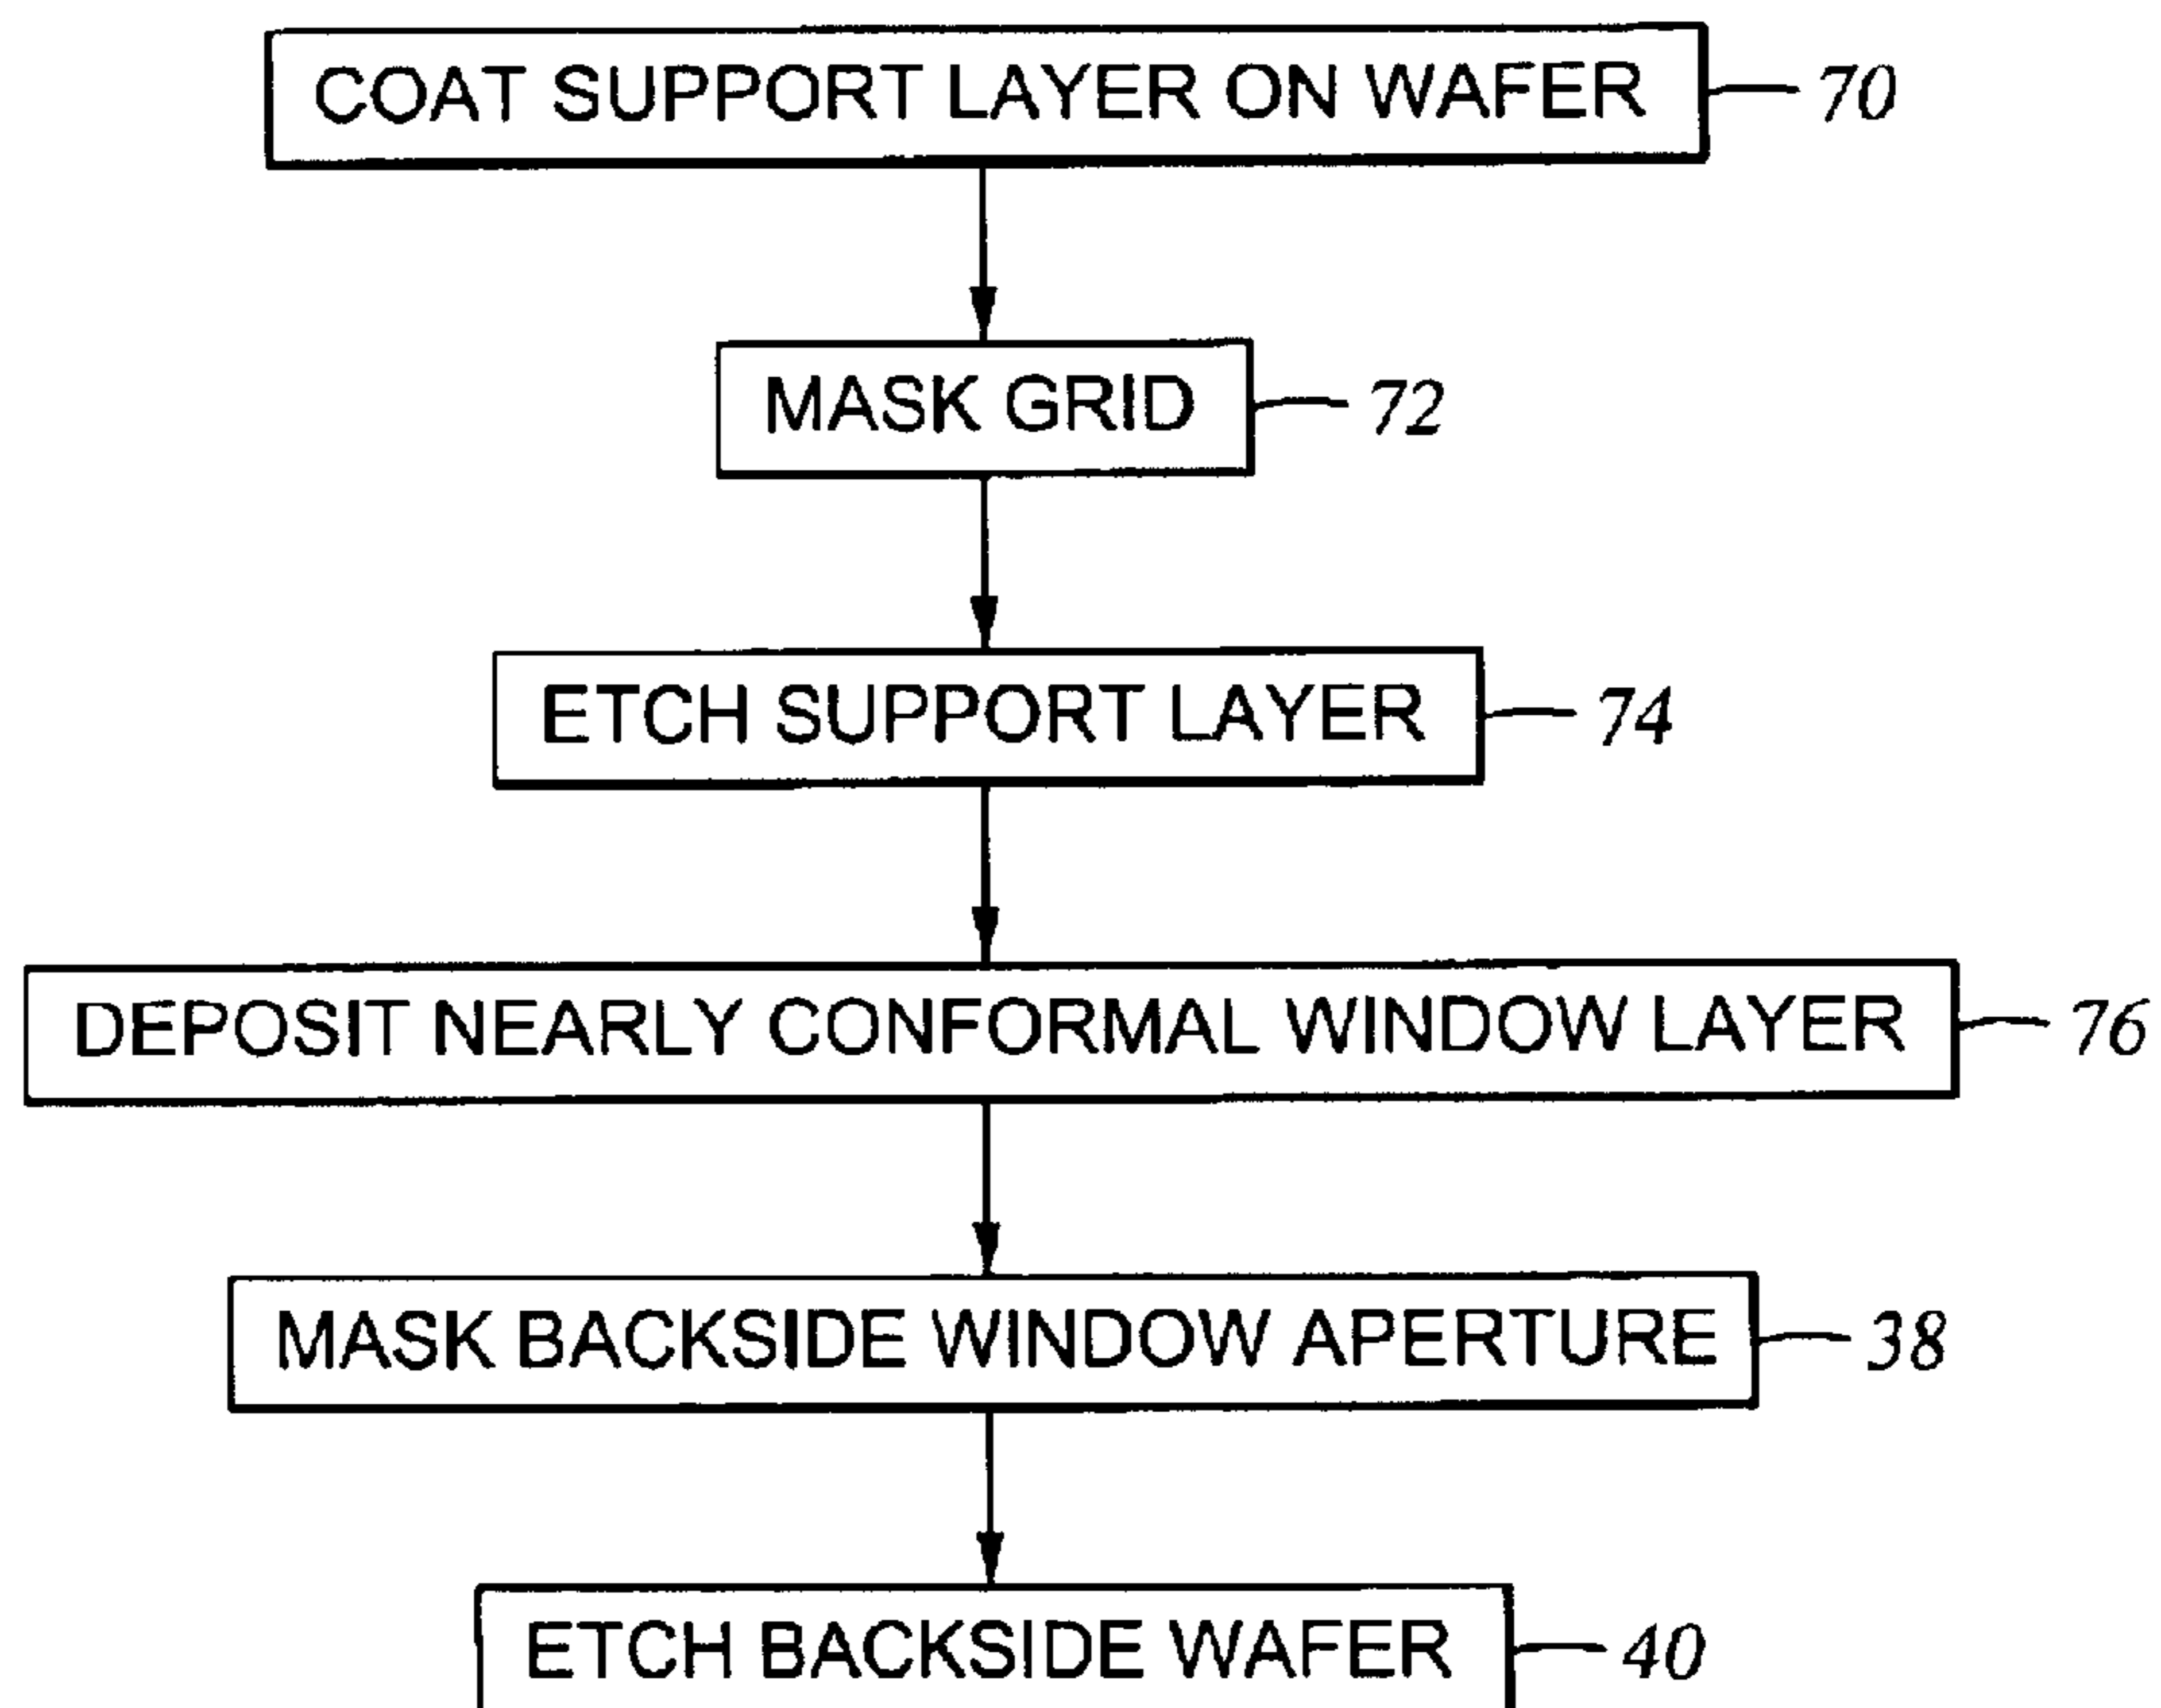 COAT SUPPORT LAYER ON WAFER 70
MASK GRID 72
ETCH SUPPORT LAYER 74
DEPOSIT NEARLY CONFORMAL WINDOW LAYER 76
MASK BACKSIDE WINDOW APERTURE 38
ETCH BACKSIDE WAFER 40